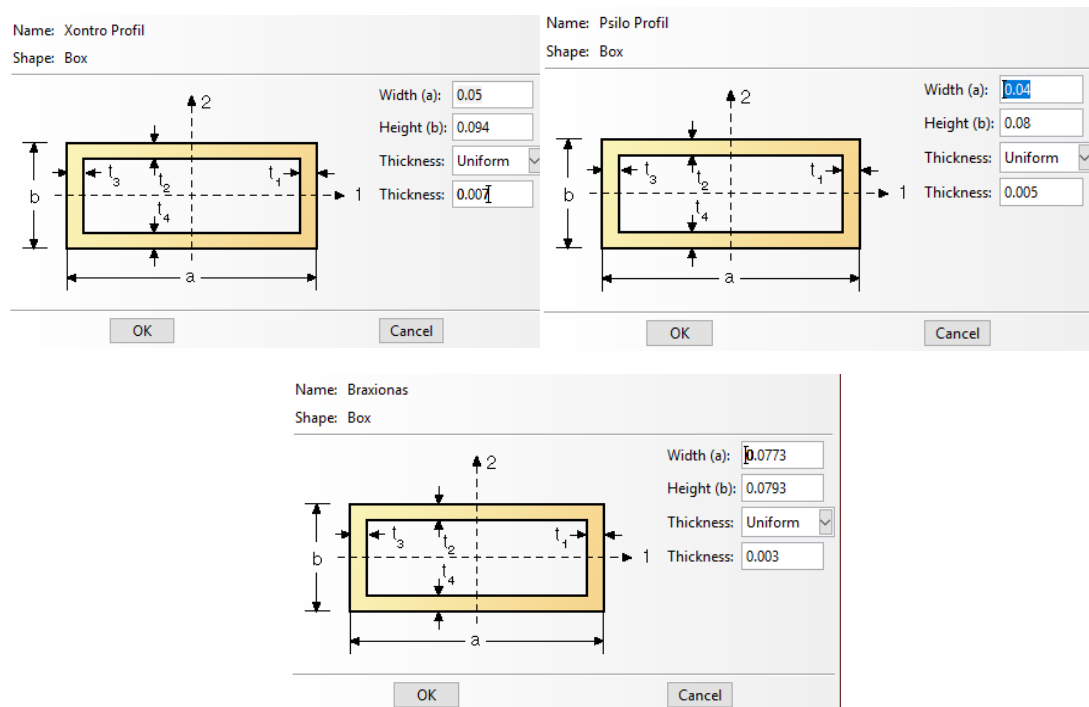 Name: Xontro Profil
Shape: Box
Width (a): 0.05
Height (b): 0.094
Thickness: Uniform
Thickness: 0.007
2
t3
t2
t1
t4
b
1
a
OK
Cancel
Name: Psilo Profil
Shape: Box
Width (a): 0.04
Height (b): 0.08
Thickness: Uniform
Thickness: 0.005
2
t3
t2
t1
t4
b
1
a
OK
Cancel
Name: Braxionas
Shape: Box
Width (a): 0.0773
Height (b): 0.0793
Thickness: Uniform
Thickness: 0.003
2
t3
t2
t1
t4
b
1
a
OK
Cancel